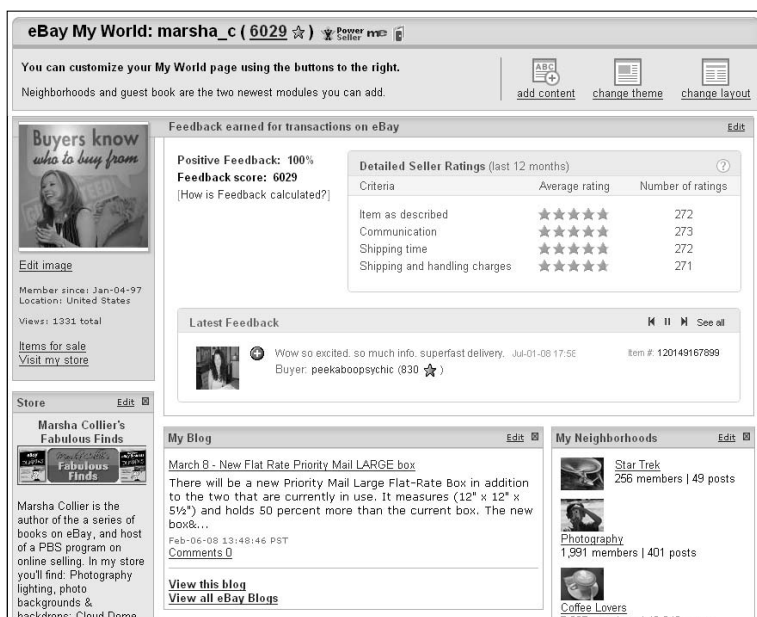 eBay My World: marsha_c ( 6029 ) Power Seller me
You can customize your My World page using the buttons to the right.
Neighborhoods and guest book are the two newest modules you can add.
ABC
add content change theme change layout
Buyers know
who to buy from
Edit image
Member since: Jan-04-97
Location: United States
Views: 1331 total
Items for sale
Visit my store
Feedback earned for transactions on eBay Edit
Positive Feedback: 100%
Feedback score: 6029
[How is Feedback calculated?]
Detailed Seller Ratings (last 12 months) ?
Criteria Average rating Number of ratings
Item as described 272
Communication 273
Shipping time 272
Shipping and handling charges 271
Latest Feedback See all
Wow so excited. so much info. superfast delivery. Jul-01-08 17:58 Item #: 120149167899
Buyer: peekaboopsychic (830 )
Store Edit
Marsha Collier's
Fabulous Finds
Fabulous
Finds
Marsha Collier is the
author of the a series of
books on eBay, and host
of a PBS program on
online selling. In my store
you'll find: Photography
lighting, photo
backgrounds &
backdrops; Cloud Dome
My Blog Edit
March 8 - New Flat Rate Priority Mail LARGE box
There will be a new Priority Mail Large Flat-Rate Box in addition
to the two that are currently in use. It measures (12" x 12" x
5½") and holds 50 percent more than the current box. The new
box&...
Feb-06-08 13:48:46 PST
Comments 0
View this blog
View all eBay Blogs
My Neighborhoods Edit
Star Trek
256 members | 49 posts
Photography
1,991 members | 401 posts
Coffee Lovers